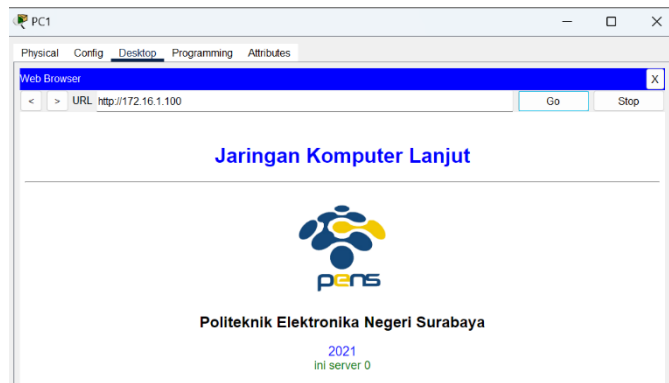 PC1
Physical Config Desktop Programming Attributes
Web Browser
X
< > URL http://172.16.1.100 Go Stop
Jaringan Komputer Lanjut
pens
Politeknik Elektronika Negeri Surabaya
2021
ini server 0